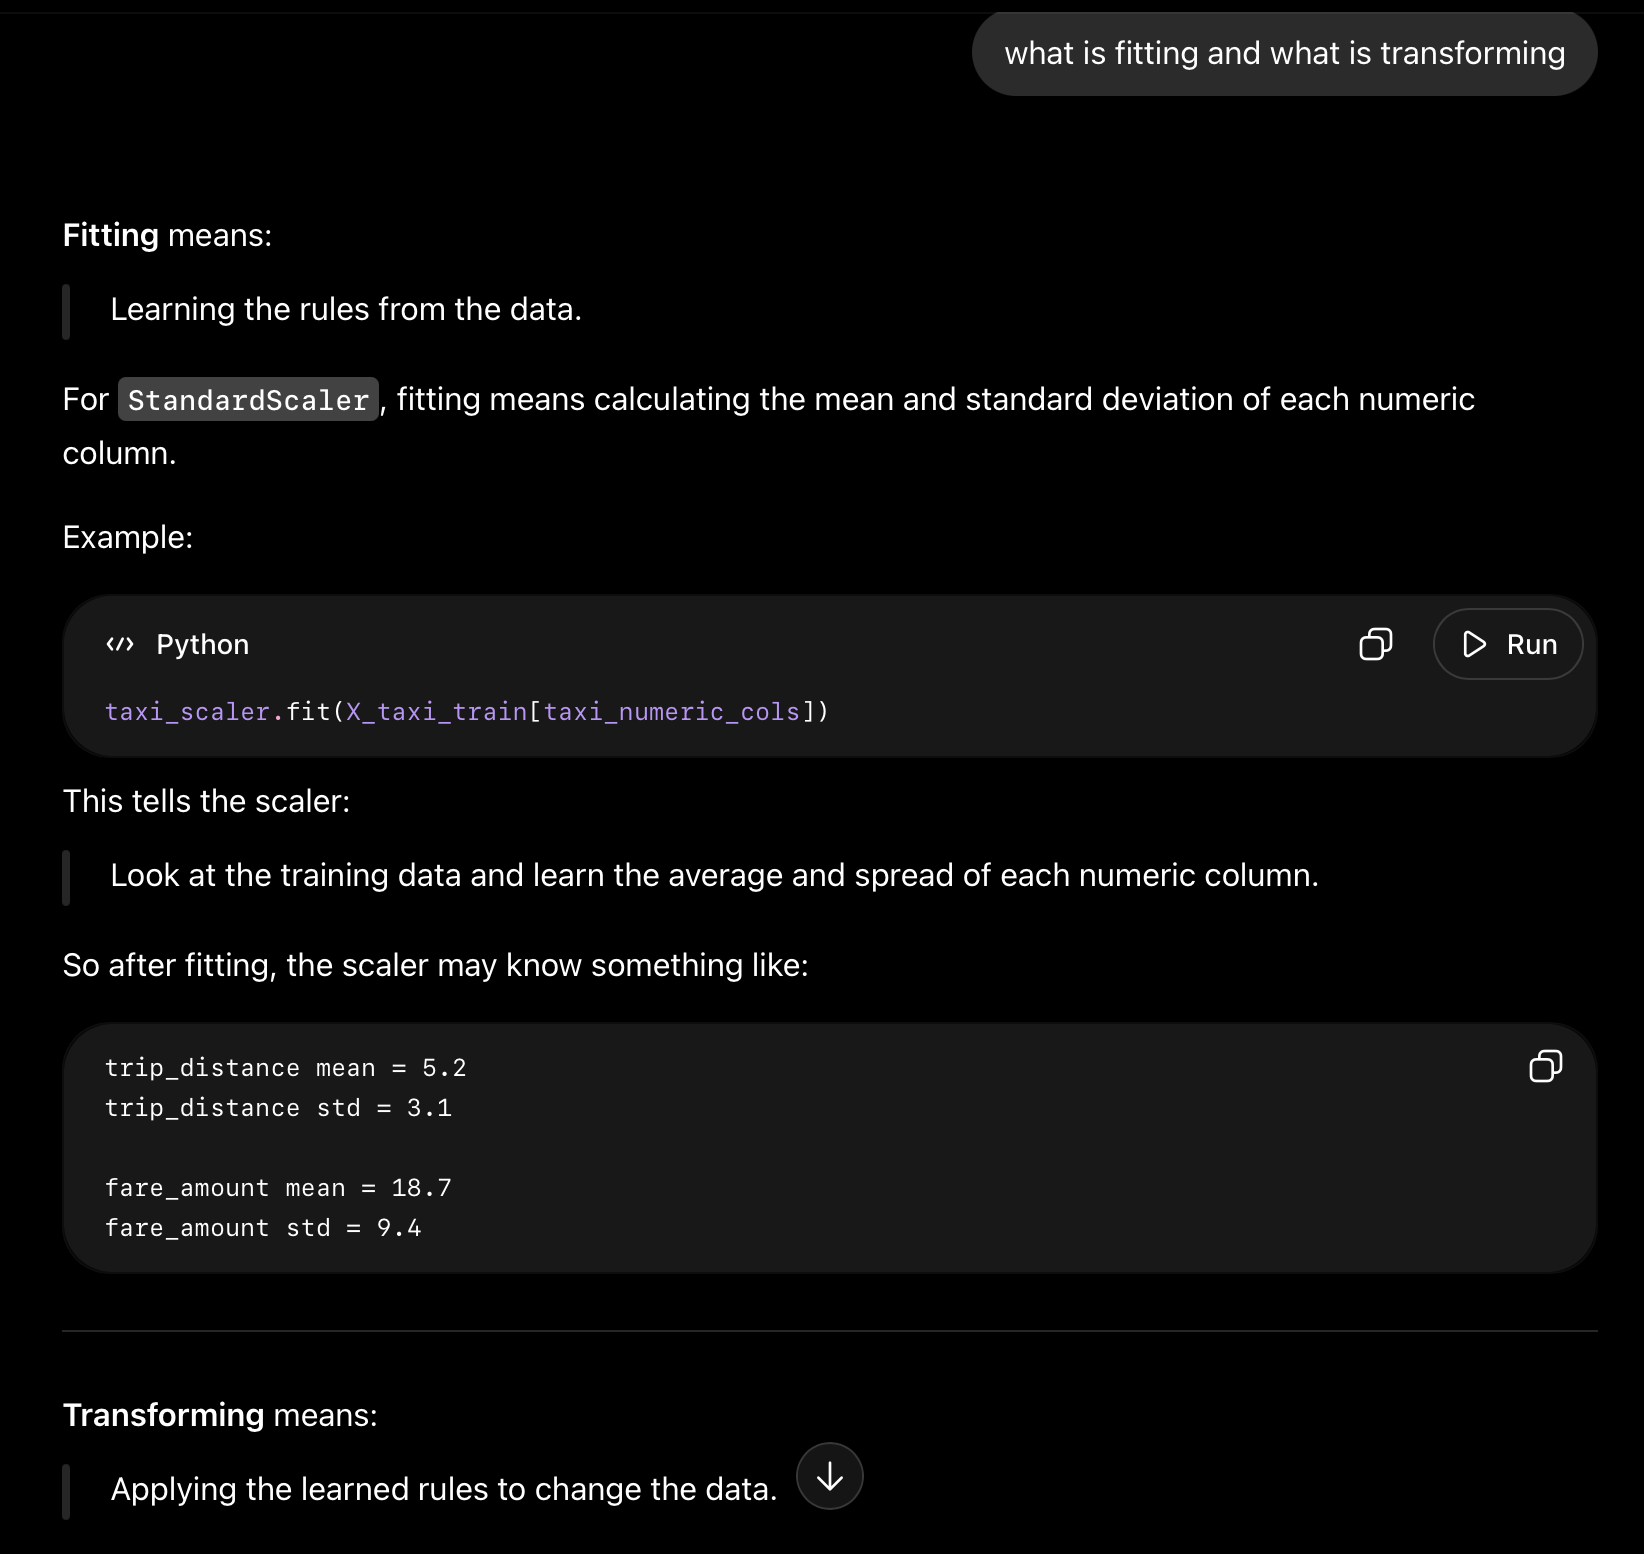 what is fitting and what is transforming
Fitting means:
Learning the rules from the data.
For StandardScaler, fitting means calculating the mean and standard deviation of each numeric
column.
Example:
Python
Run
taxi_scaler.fit(X_taxi_train[taxi_numeric_cols])
This tells the scaler:
Look at the training data and learn the average and spread of each numeric column.
So after fitting, the scaler may know something like:
trip_distance mean = 5.2
trip_distance std = 3.1
fare_amount mean = 18.7
fare_amount std = 9.4
Transforming means:
Applying the learned rules to change the data.